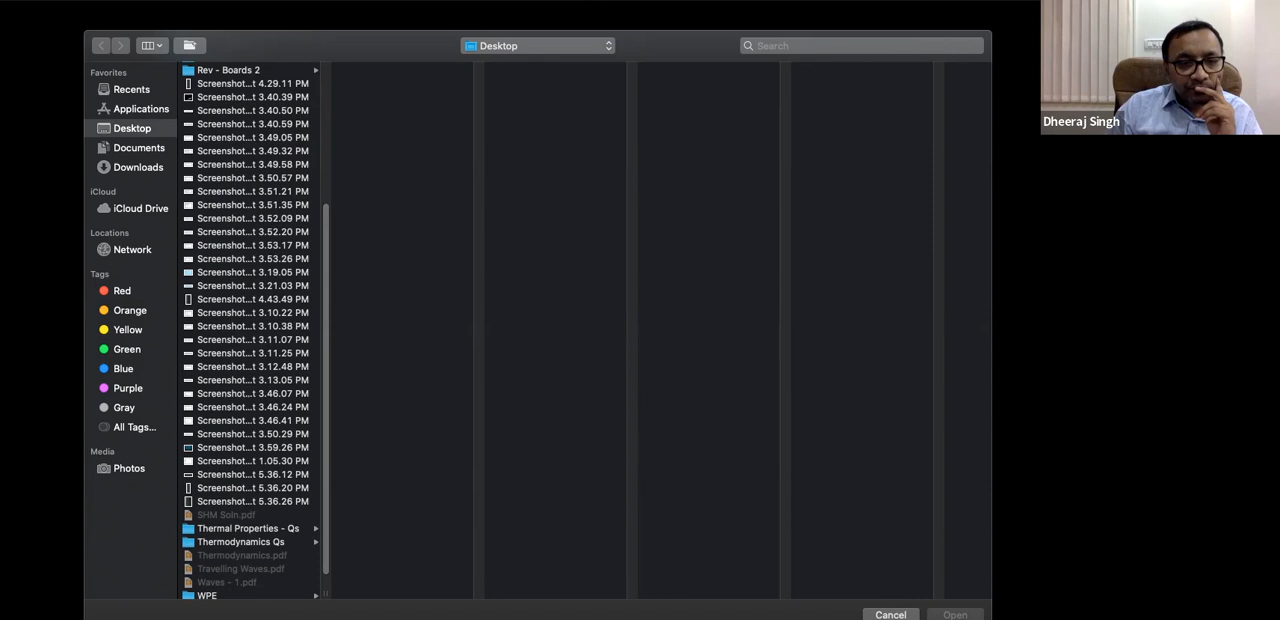 Desktop
Search
Favorites
Recents
Applications
Desktop
Documents
Downloads
iCloud
iCloud Drive
Locations
Network
Tags
Red
Orange
Yellow
Green
Blue
Purple
Gray
All Tags...
Media
Photos
Rev - Boards 2
Screenshot...t 4.29.11 PM
Screenshot...t 3.40.39 PM
Screenshot...t 3.40.50 PM
Screenshot...t 3.40.59 PM
Screenshot...t 3.49.05 PM
Screenshot...t 3.49.32 PM
Screenshot...t 3.49.58 PM
Screenshot...t 3.50.57 PM
Screenshot...t 3.51.21 PM
Screenshot...t 3.51.35 PM
Screenshot...t 3.52.09 PM
Screenshot...t 3.52.20 PM
Screenshot...t 3.53.17 PM
Screenshot...t 3.53.26 PM
Screenshot...t 3.19.05 PM
Screenshot...t 3.21.03 PM
Screenshot...t 4.43.49 PM
Screenshot...t 3.10.22 PM
Screenshot...t 3.10.38 PM
Screenshot...t 3.11.07 PM
Screenshot...t 3.11.25 PM
Screenshot...t 3.12.48 PM
Screenshot...t 3.13.05 PM
Screenshot...t 3.46.07 PM
Screenshot...t 3.46.24 PM
Screenshot...t 3.46.41 PM
Screenshot...t 3.50.29 PM
Screenshot...t 3.59.26 PM
Screenshot...t 1.05.30 PM
Screenshot...t 5.36.12 PM
Screenshot...t 5.36.20 PM
Screenshot...t 5.36.26 PM
SHM Soln.pdf
Thermal Properties - Qs
Thermodynamics Qs
Thermodynamics.pdf
Travelling Waves.pdf
Waves - 1.pdf
WPE
Cancel
Open
Dheeraj Singh